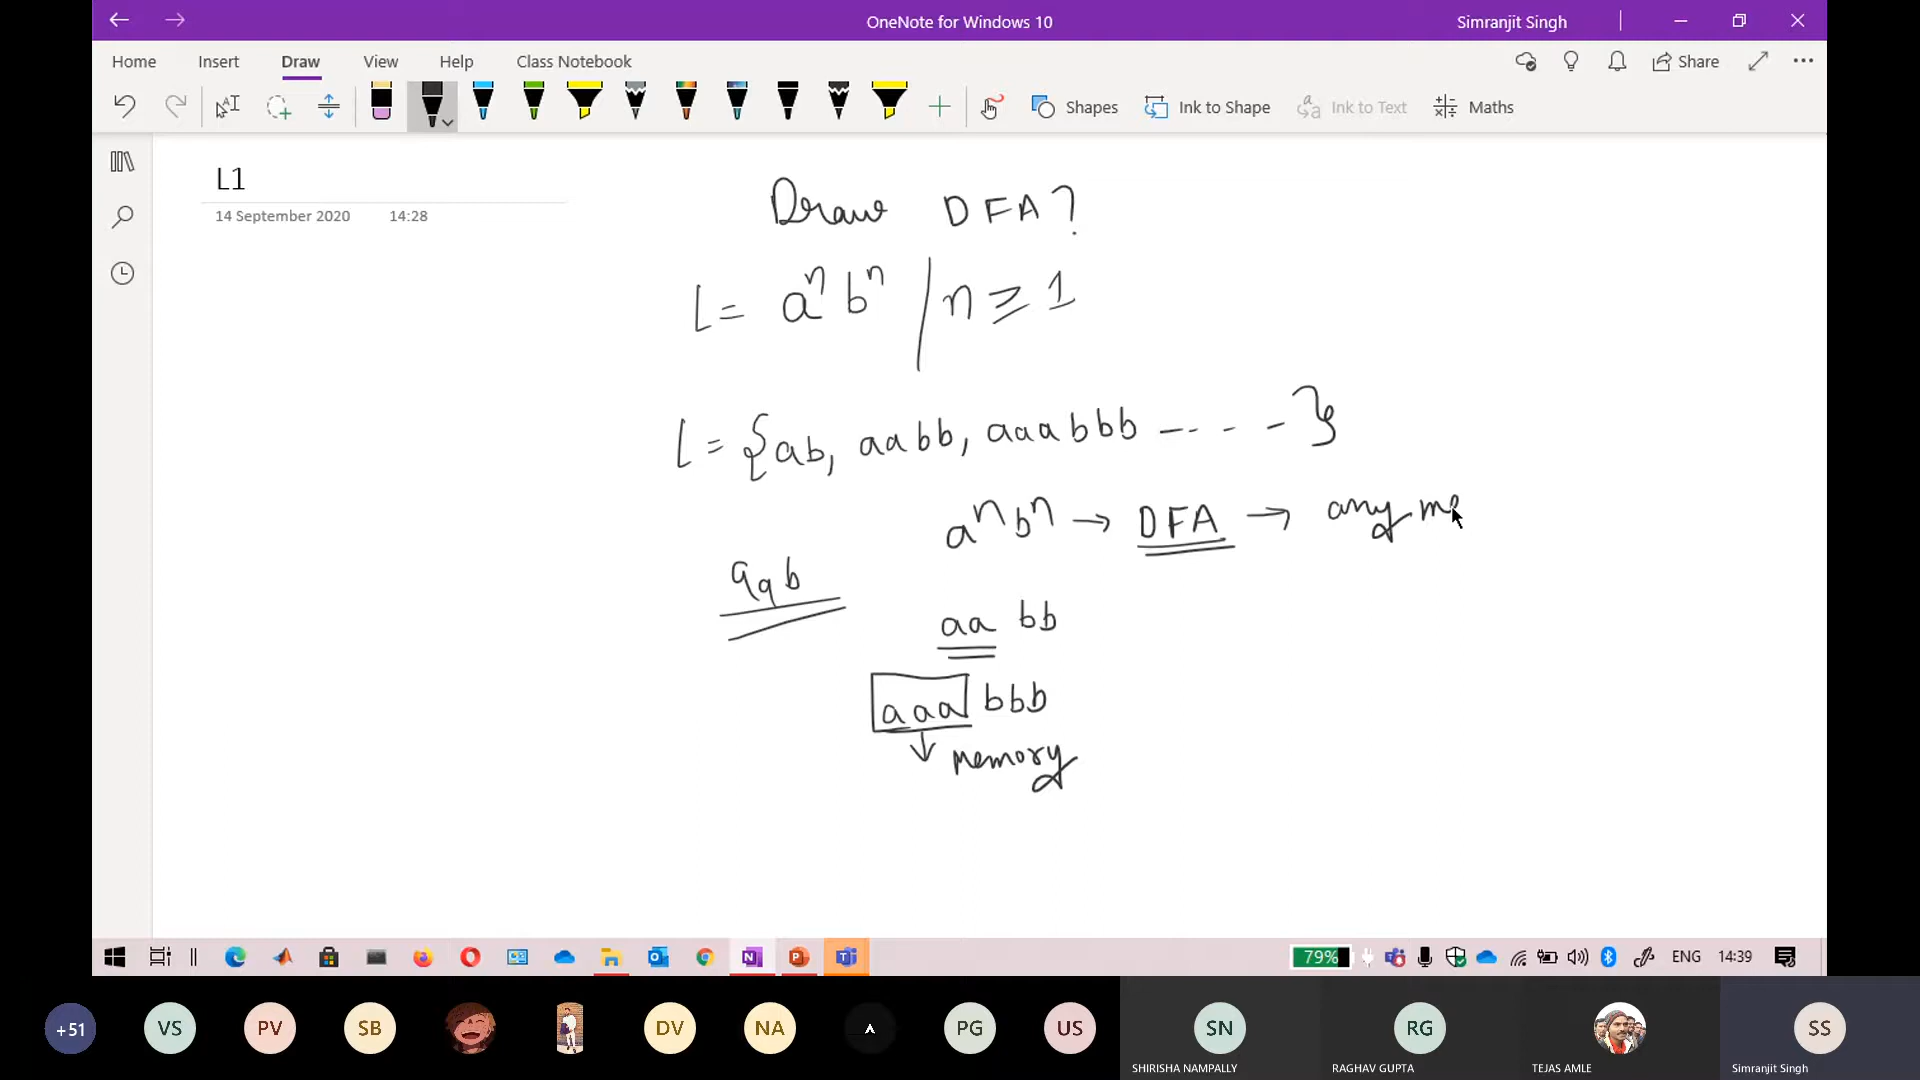 OneNote for Windows 10
Simranjit Singh
Home Insert Draw View Help Class Notebook Share
Shapes Ink to Shape Ink to Text Maths
L1
14 September 2020 14:28
Draw DFA?
L = aⁿ bⁿ / n ≥ 1
L = {ab, aabb, aaabbb -- - - - }
aⁿbⁿ → DFA → any me
aab
aa bb
aaa bbb
↓ memory
79% ENG 14:39
+51 VS PV SB DV NA A PG US SN RG SS
SHIRISHA NAMPALLY RAGHAV GUPTA TEJAS AMLE Simranjit Singh